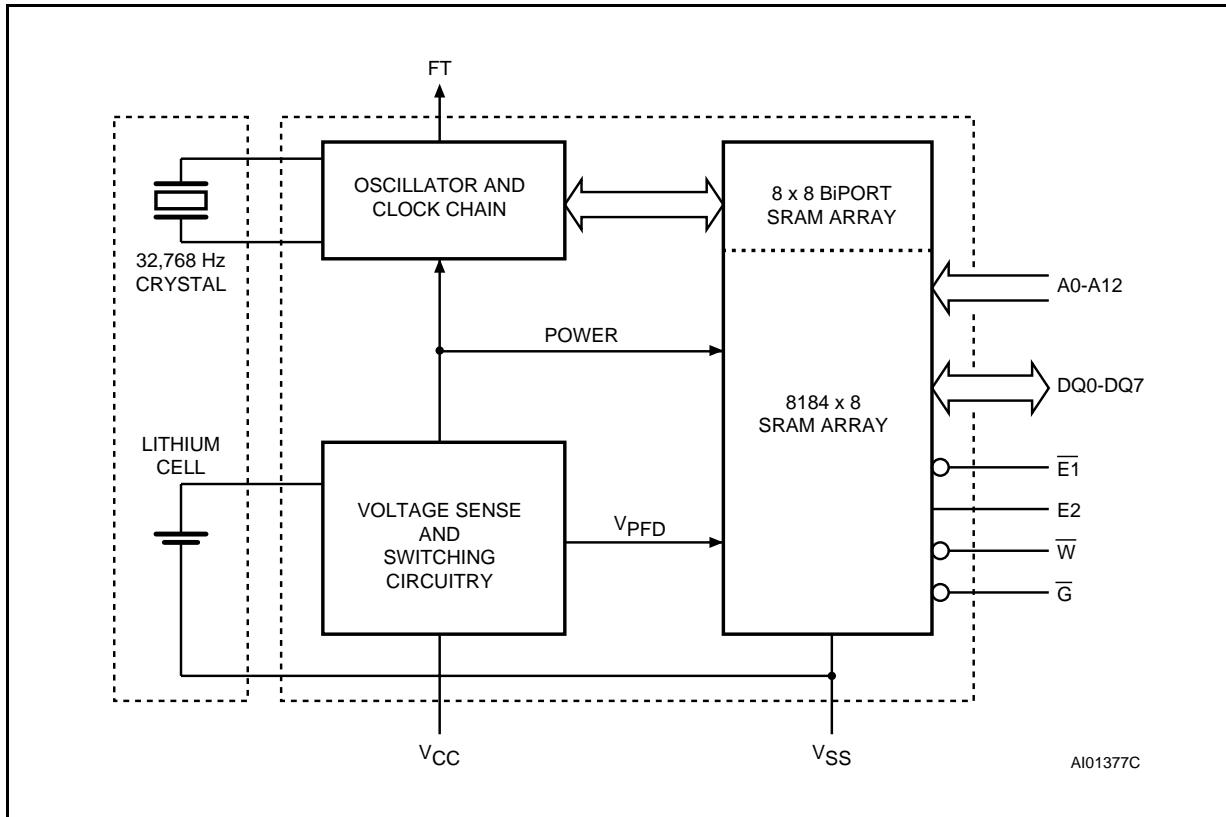 FT
OSCILLATOR AND
CLOCK CHAIN
8 x 8 BiPORT
SRAM ARRAY
32,768 Hz
CRYSTAL
A0-A12
POWER
DQ0-DQ7
8184 x 8
SRAM ARRAY
LITHIUM
CELL
E1
VOLTAGE SENSE
AND
SWITCHING
CIRCUITRY
VPFD
E2
W
G
VCC
VSS
AI01377C